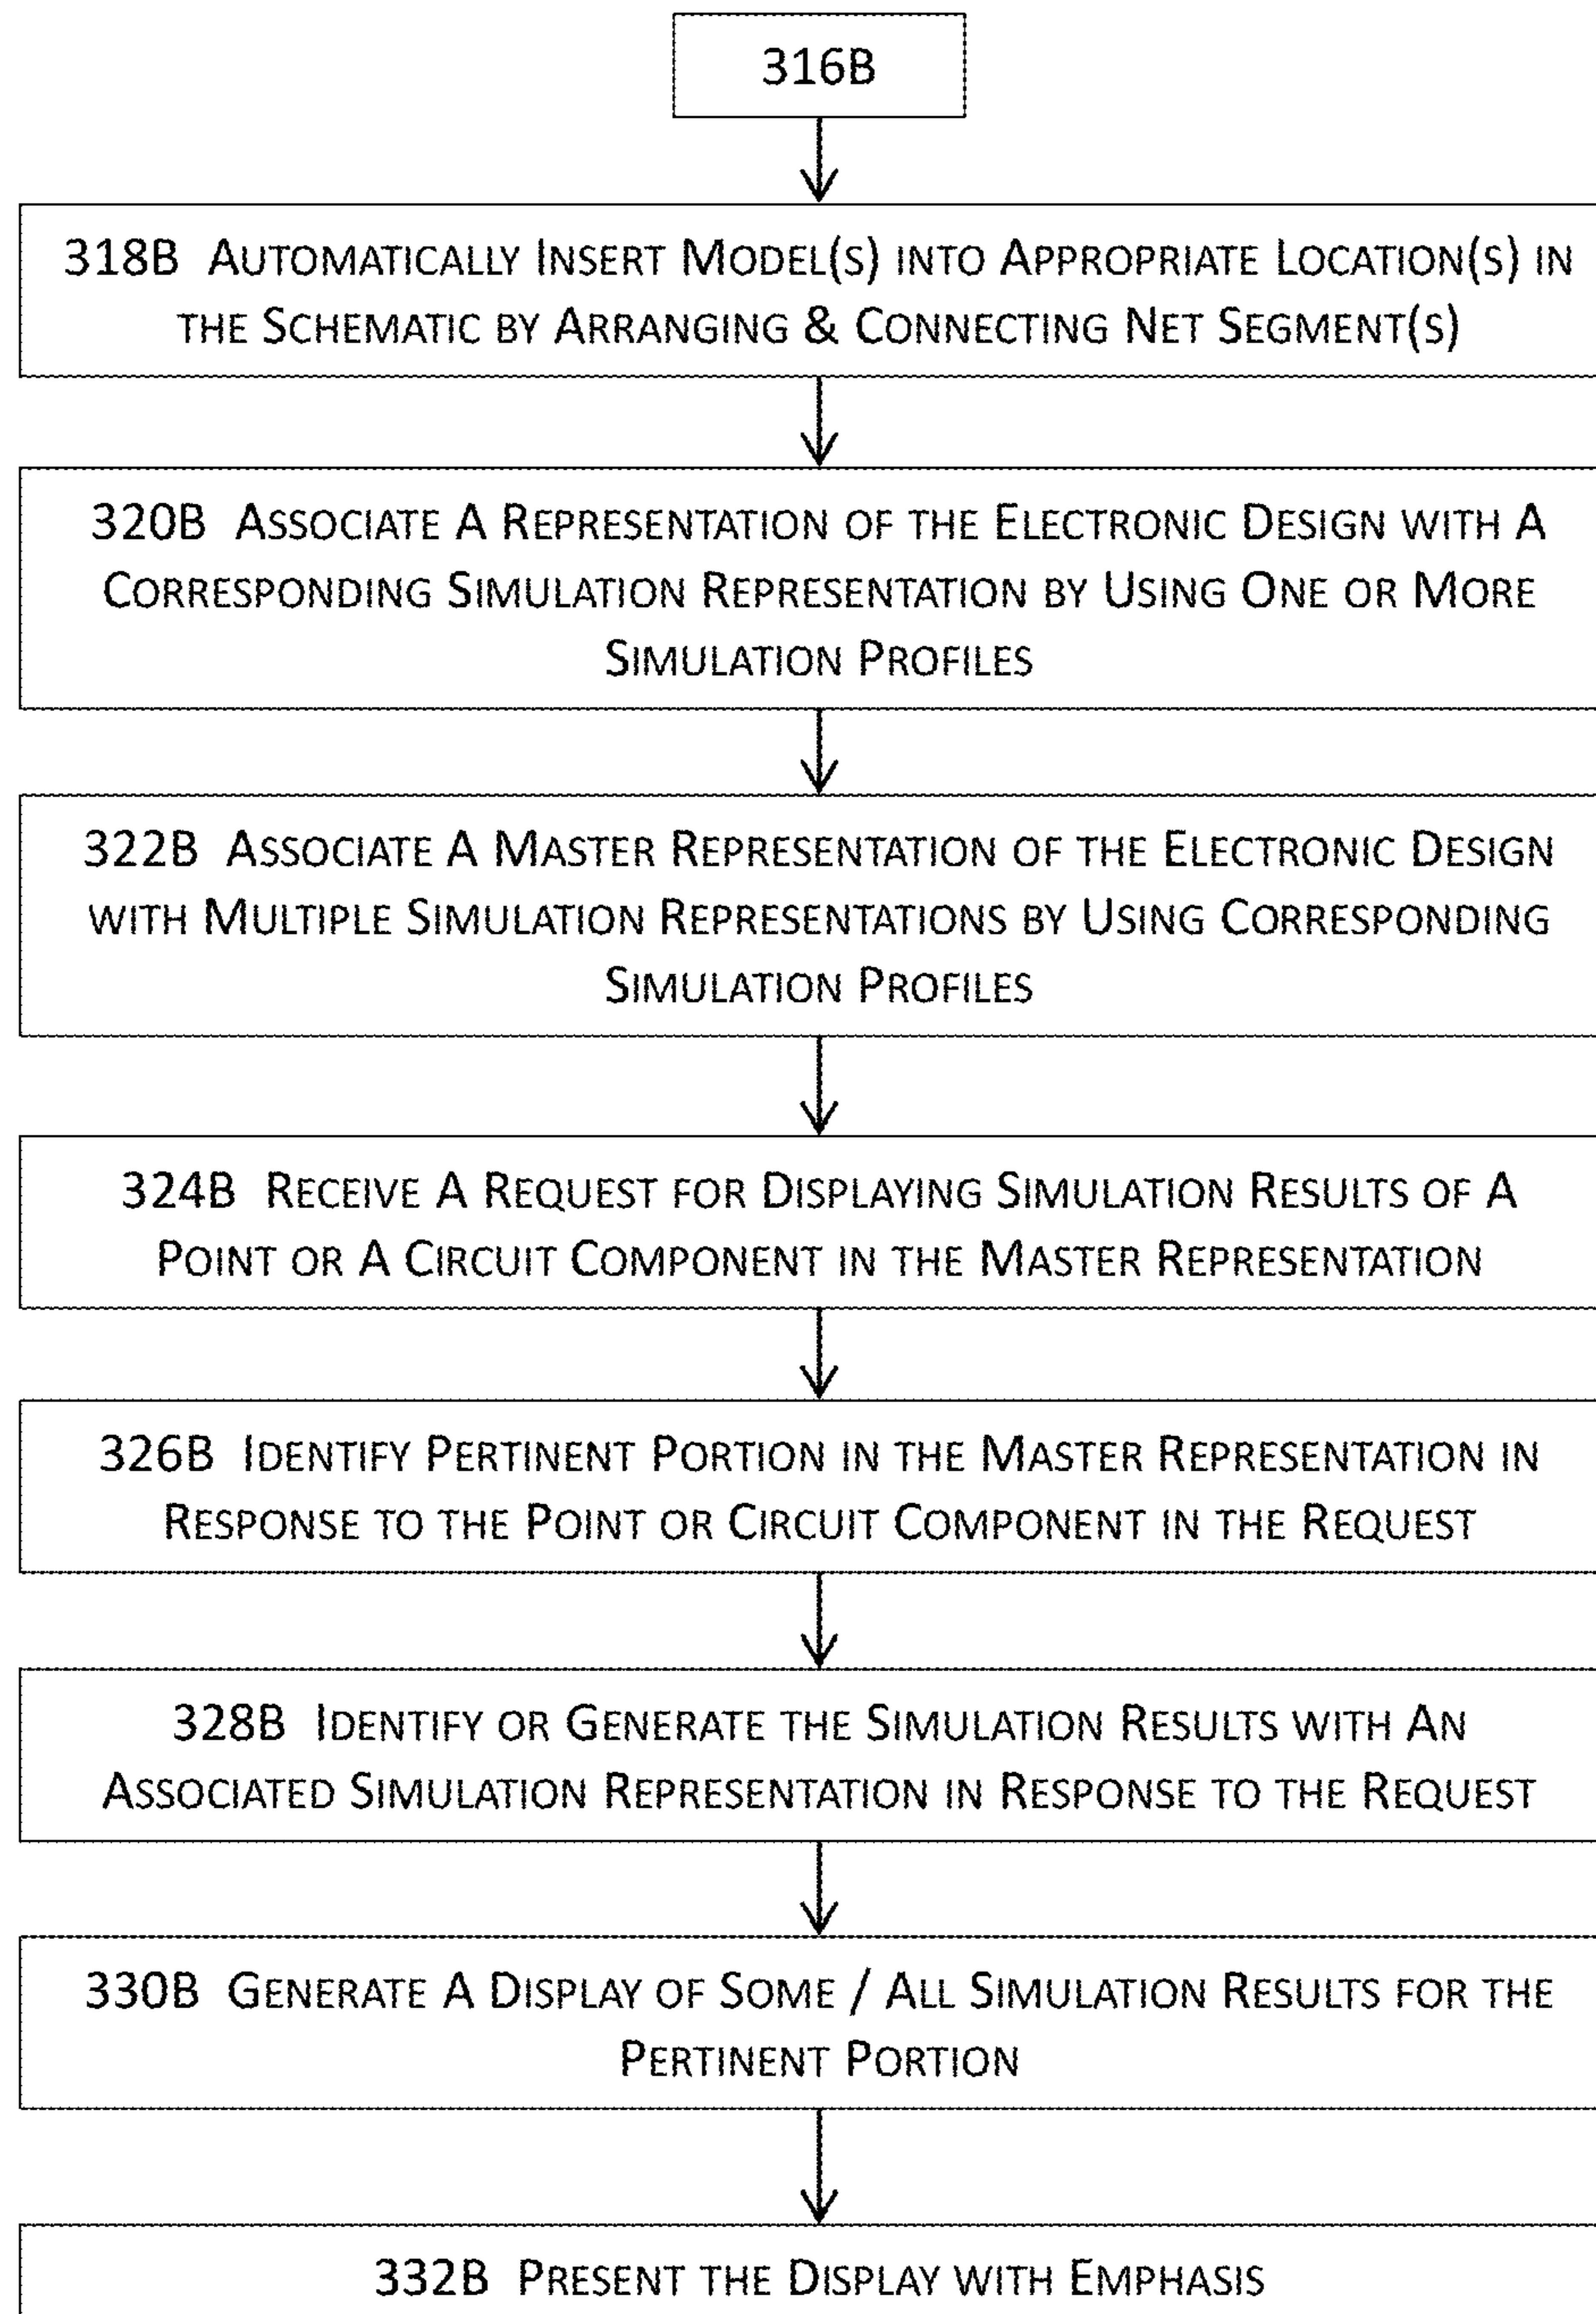 316B
318B Automatically Insert Model(s) into Appropriate Location(s) in
the Schematic by Arranging & Connecting Net Segment(s)
320B Associate A Representation of the Electronic Design with A
Corresponding Simulation Representation by Using One or More
Simulation Profiles
322B Associate A Master Representation of the Electronic Design
with Multiple Simulation Representations by Using Corresponding
Simulation Profiles
324B Receive A Request for Displaying Simulation Results of A
Point or A Circuit Component in the Master Representation
326B Identify Pertinent Portion in the Master Representation in
Response to the Point or Circuit Component in the Request
328B Identify or Generate the Simulation Results with An
Associated Simulation Representation in Response to the Request
330B Generate A Display of Some / All Simulation Results for the
Pertinent Portion
332B Present the Display with Emphasis